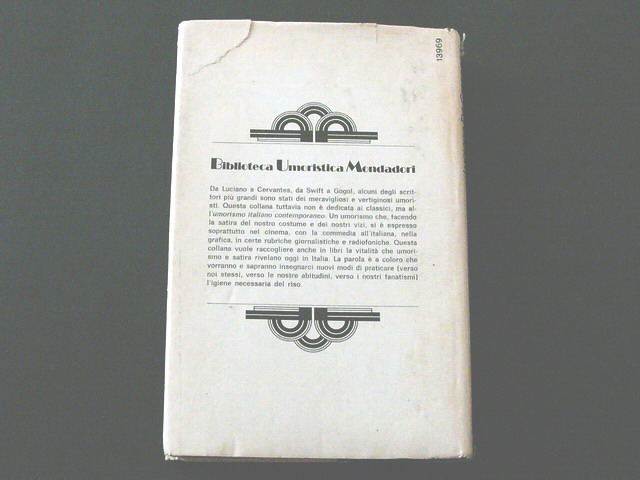 13969
Biblioteca Umoristica Mondadori
Da Luciano a Cervantes, da Swift a Gogol, alcuni degli scrit-
tori più grandi sono stati dei meravigliosi e vertiginosi umori-
sti. Questa collana tuttavia non è dedicata ai classici, ma al-
l'umorismo italiano contemporaneo. Un umorismo che, facendo
la satira del nostro costume e dei nostri vizi, si è espresso
soprattutto nel cinema, con la commedia all'italiana, nella
grafica, in certe rubriche giornalistiche e radiofoniche. Questa
collana vuole raccogliere anche in libri la vitalità che umori-
smo e satira rivelano oggi in Italia. La parola è a coloro che
vorranno e sapranno insegnarci nuovi modi di praticare (verso
noi stessi, verso le nostre abitudini, verso i nostri fanatismi)
l'igiene necessaria del riso.